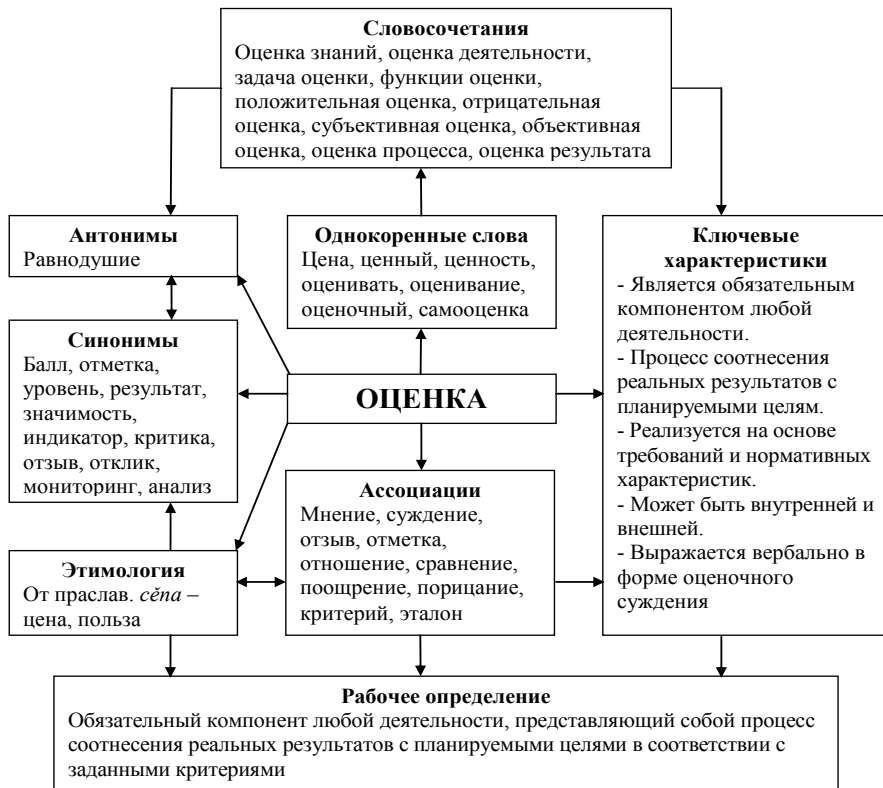 Словосочетания
Оценка знаний, оценка деятельности,
задача оценки, функции оценки,
положительная оценка, отрицательная
оценка, субъективная оценка, объективная
оценка, оценка процесса, оценка результата
Антонимы
Равнодушие
Однокоренные слова
Цена, ценный, ценность,
оценивать, оценивание,
оценочный, самооценка
Ключевые
характеристики
- Является обязательным
компонентом любой
деятельности.
- Процесс соотнесения
реальных результатов с
планируемыми целям.
- Реализуется на основе
требований и нормативных
характеристик.
- Может быть внутренней и
внешней.
- Выражается вербально в
форме оценочного
суждения
Синонимы
Балл, отметка,
уровень, результат,
значимость,
индикатор, критика,
отзыв, отклик,
мониторинг, анализ
ОЦЕНКА
Ассоциации
Мнение, суждение,
отзыв, отметка,
отношение, сравнение,
поощрение, порицание,
критерий, эталон
Этимология
От праслав. cěna –
цена, польза
Рабочее определение
Обязательный компонент любой деятельности, представляющий собой процесс
соотнесения реальных результатов с планируемыми целями в соответствии с
заданными критериями